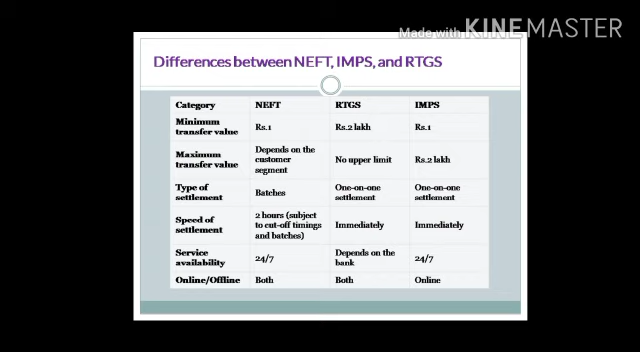 Made with KINEMASTER
Differences between NEFT, IMPS, and RTGS
Category NEFT RTGS IMPS
Minimum transfer value Rs.1 Rs.2 lakh Rs.1
Maximum transfer value Depends on the customer segment No upper limit Rs.2 lakh
Type of settlement Batches One-on-one settlement One-on-one settlement
Speed of settlement 2 hours (subject to cut-off timings and batches) Immediately Immediately
Service availability 24/7 Depends on the bank 24/7
Online/Offline Both Both Online